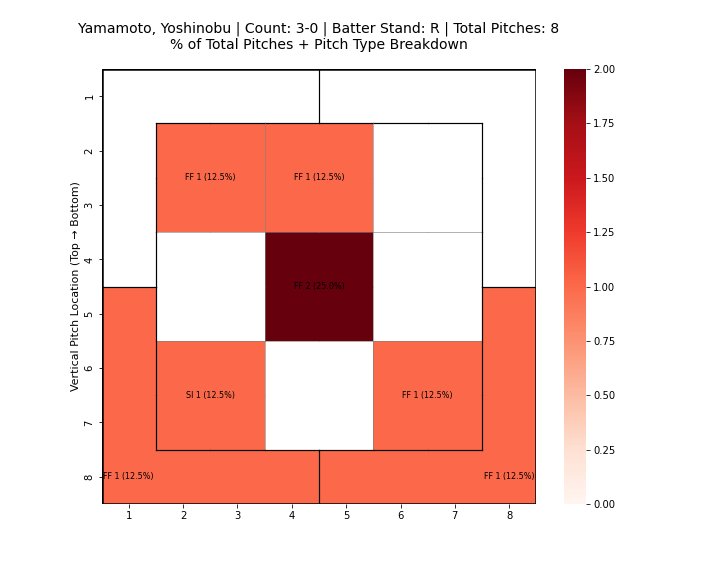 Yamamoto, Yoshinobu | Count: 3-0 | Batter Stand: R | Total Pitches: 8
% of Total Pitches + Pitch Type Breakdown
Vertical Pitch Location (Top → Bottom)
1
2
3
4
5
6
7
8
FF 1 (12.5%)
FF 1 (12.5%)
FF 2 (25.0%)
SI 1 (12.5%)
FF 1 (12.5%)
FF 1 (12.5%)
FF 1 (12.5%)
1
2
3
4
5
6
7
8
2.00
1.75
1.50
1.25
1.00
0.75
0.50
0.25
0.00